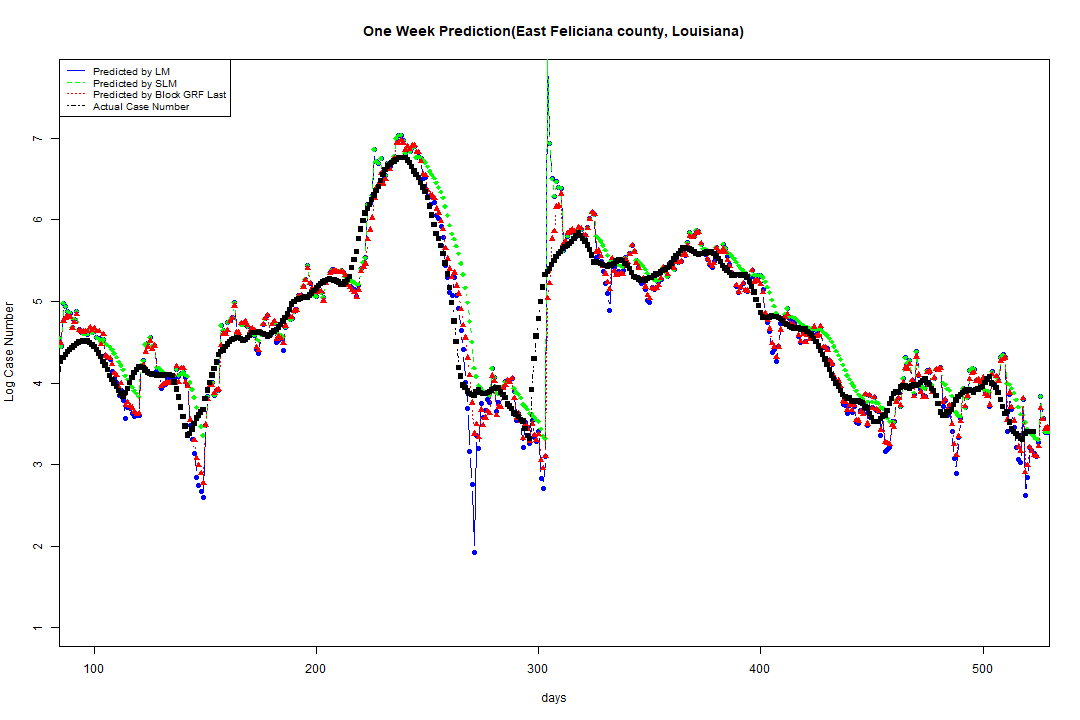 One Week Prediction(East Feliciana county, Louisiana)
Predicted by LM
Predicted by SLM
Predicted by Block GRF Last
Actual Case Number
Log Case Number
7
6
5
4
3
2
1
100 200 300 400 500
days